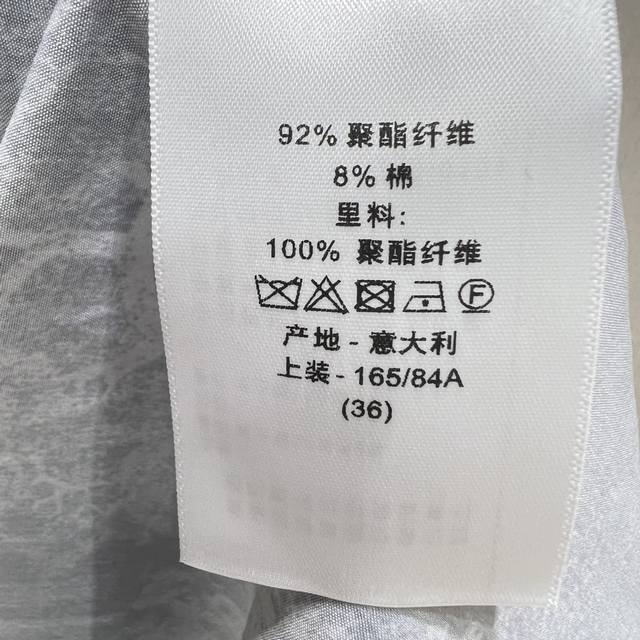 92% 聚酯纤维
8% 棉
里料:
100% 聚酯纤维
F
产地 - 意大利
上装 - 165/84A
(36)